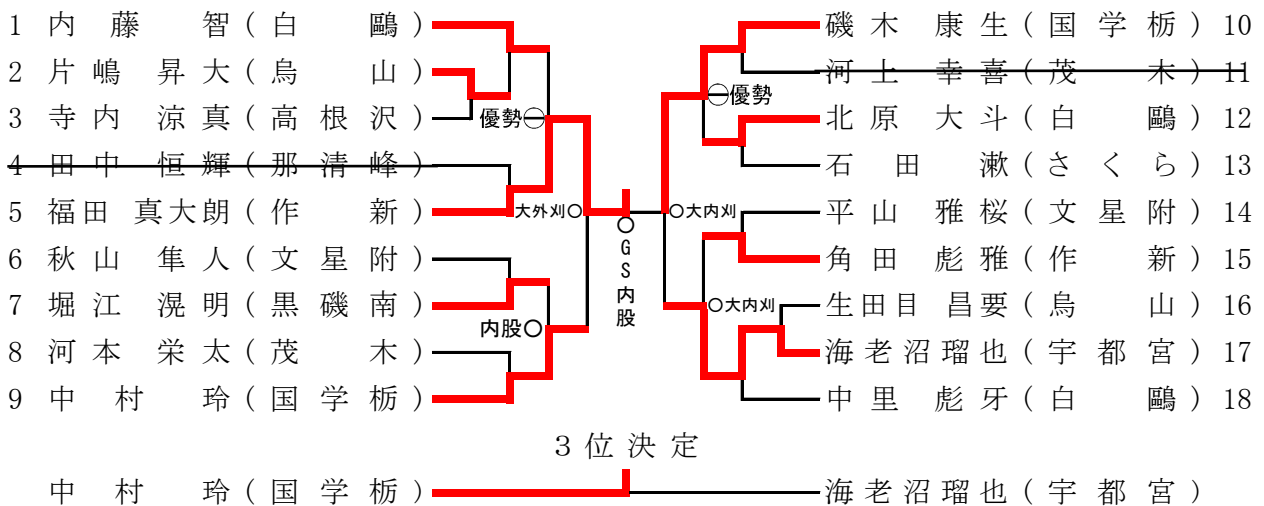 1 内藤 智(白 鷗)
2 片嶋 昇大(烏 山)
3 寺内 涼真(高根沢)
4 田中 恒輝(那清峰)
5 福田 真大朗(作 新)
6 秋山 隼人(文星附)
7 堀江 滉明(黒磯南)
8 河本 栄太(茂 木)
9 中村 玲(国学栃)
優勢○
大外刈○
内股○
○GS内股
磯木 康生(国学栃) 10
河上 幸喜(茂 木) 11
北原 大斗(白 鷗) 12
石田 漱(さくら) 13
平山 雅桜(文星附) 14
角田 彪雅(作 新) 15
生田目 昌要(烏 山) 16
海老沼瑠也(宇都宮) 17
中里 彪牙(白 鷗) 18
○優勢
○大内刈
○大内刈
3位決定
中村 玲(国学栃) 海老沼瑠也(宇都宮)